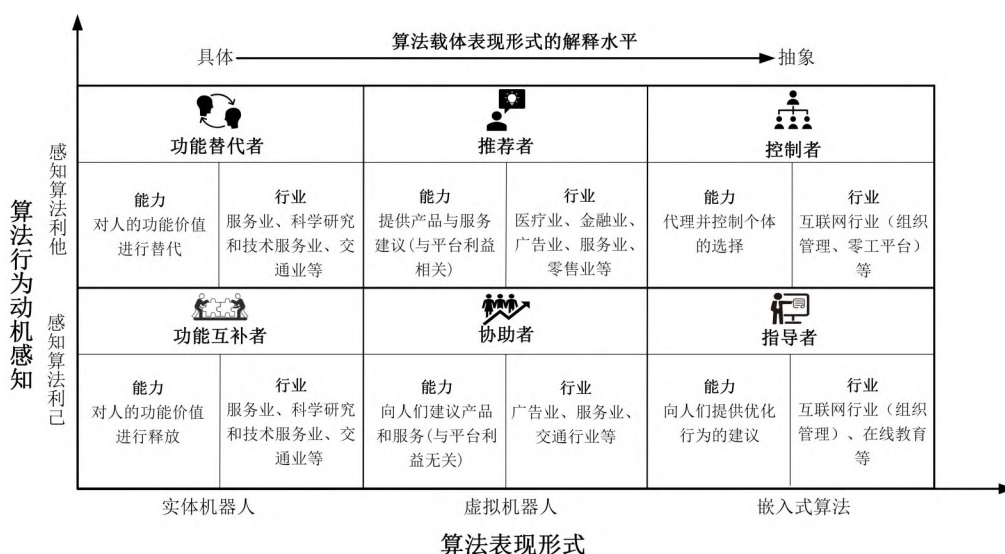 算法载体表现形式的解释水平
具体
抽象
算法行为动机感知
感知算法利他
功能替代者
能力
对人的功能价值
进行替代
行业
服务业、科学研究
和技术服务业、交
通业等
推荐者
能力
提供产品与服务
建议(与平台利益
相关)
行业
医疗业、金融业、
广告业、服务业、
零售业等
控制者
能力
代理并控制个体
的选择
行业
互联网行业（组织
管理、零工平台）
等
感知算法利己
功能互补者
能力
对人的功能价值
进行释放
行业
服务业、科学研究
和技术服务业、交
通业等
协助者
能力
向人们建议产品
和服务(与平台利
益无关)
行业
广告业、服务业、
交通行业等
指导者
能力
向人们提供优化
行为的建议
行业
互联网行业（组织
管理）、在线教育
等
实体机器人
虚拟机器人
嵌入式算法
算法表现形式